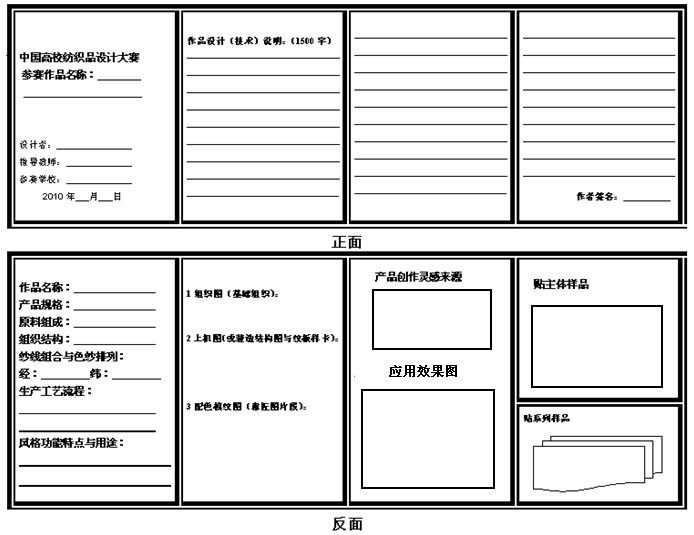 中国高校纺织品设计大赛
参赛作品名称：
设计者：
指导教师：
参赛学校：
2010 年 月 日
作品设计（技术）说明：（1500 字）
作者签名：
正面
作品名称：
产品规格：
原料组成：
组织结构：
纱线组合与色纱排列：
经： 纬：
生产工艺流程：
风格功能特点与用途：
1 组织图（基础组织）：
2 上机图(或装造结构图与纹板样卡)：
3 配色模纹图（意匠图片段）：
产品创作灵感来源
应用效果图
贴主体样品
贴系列样品
反面